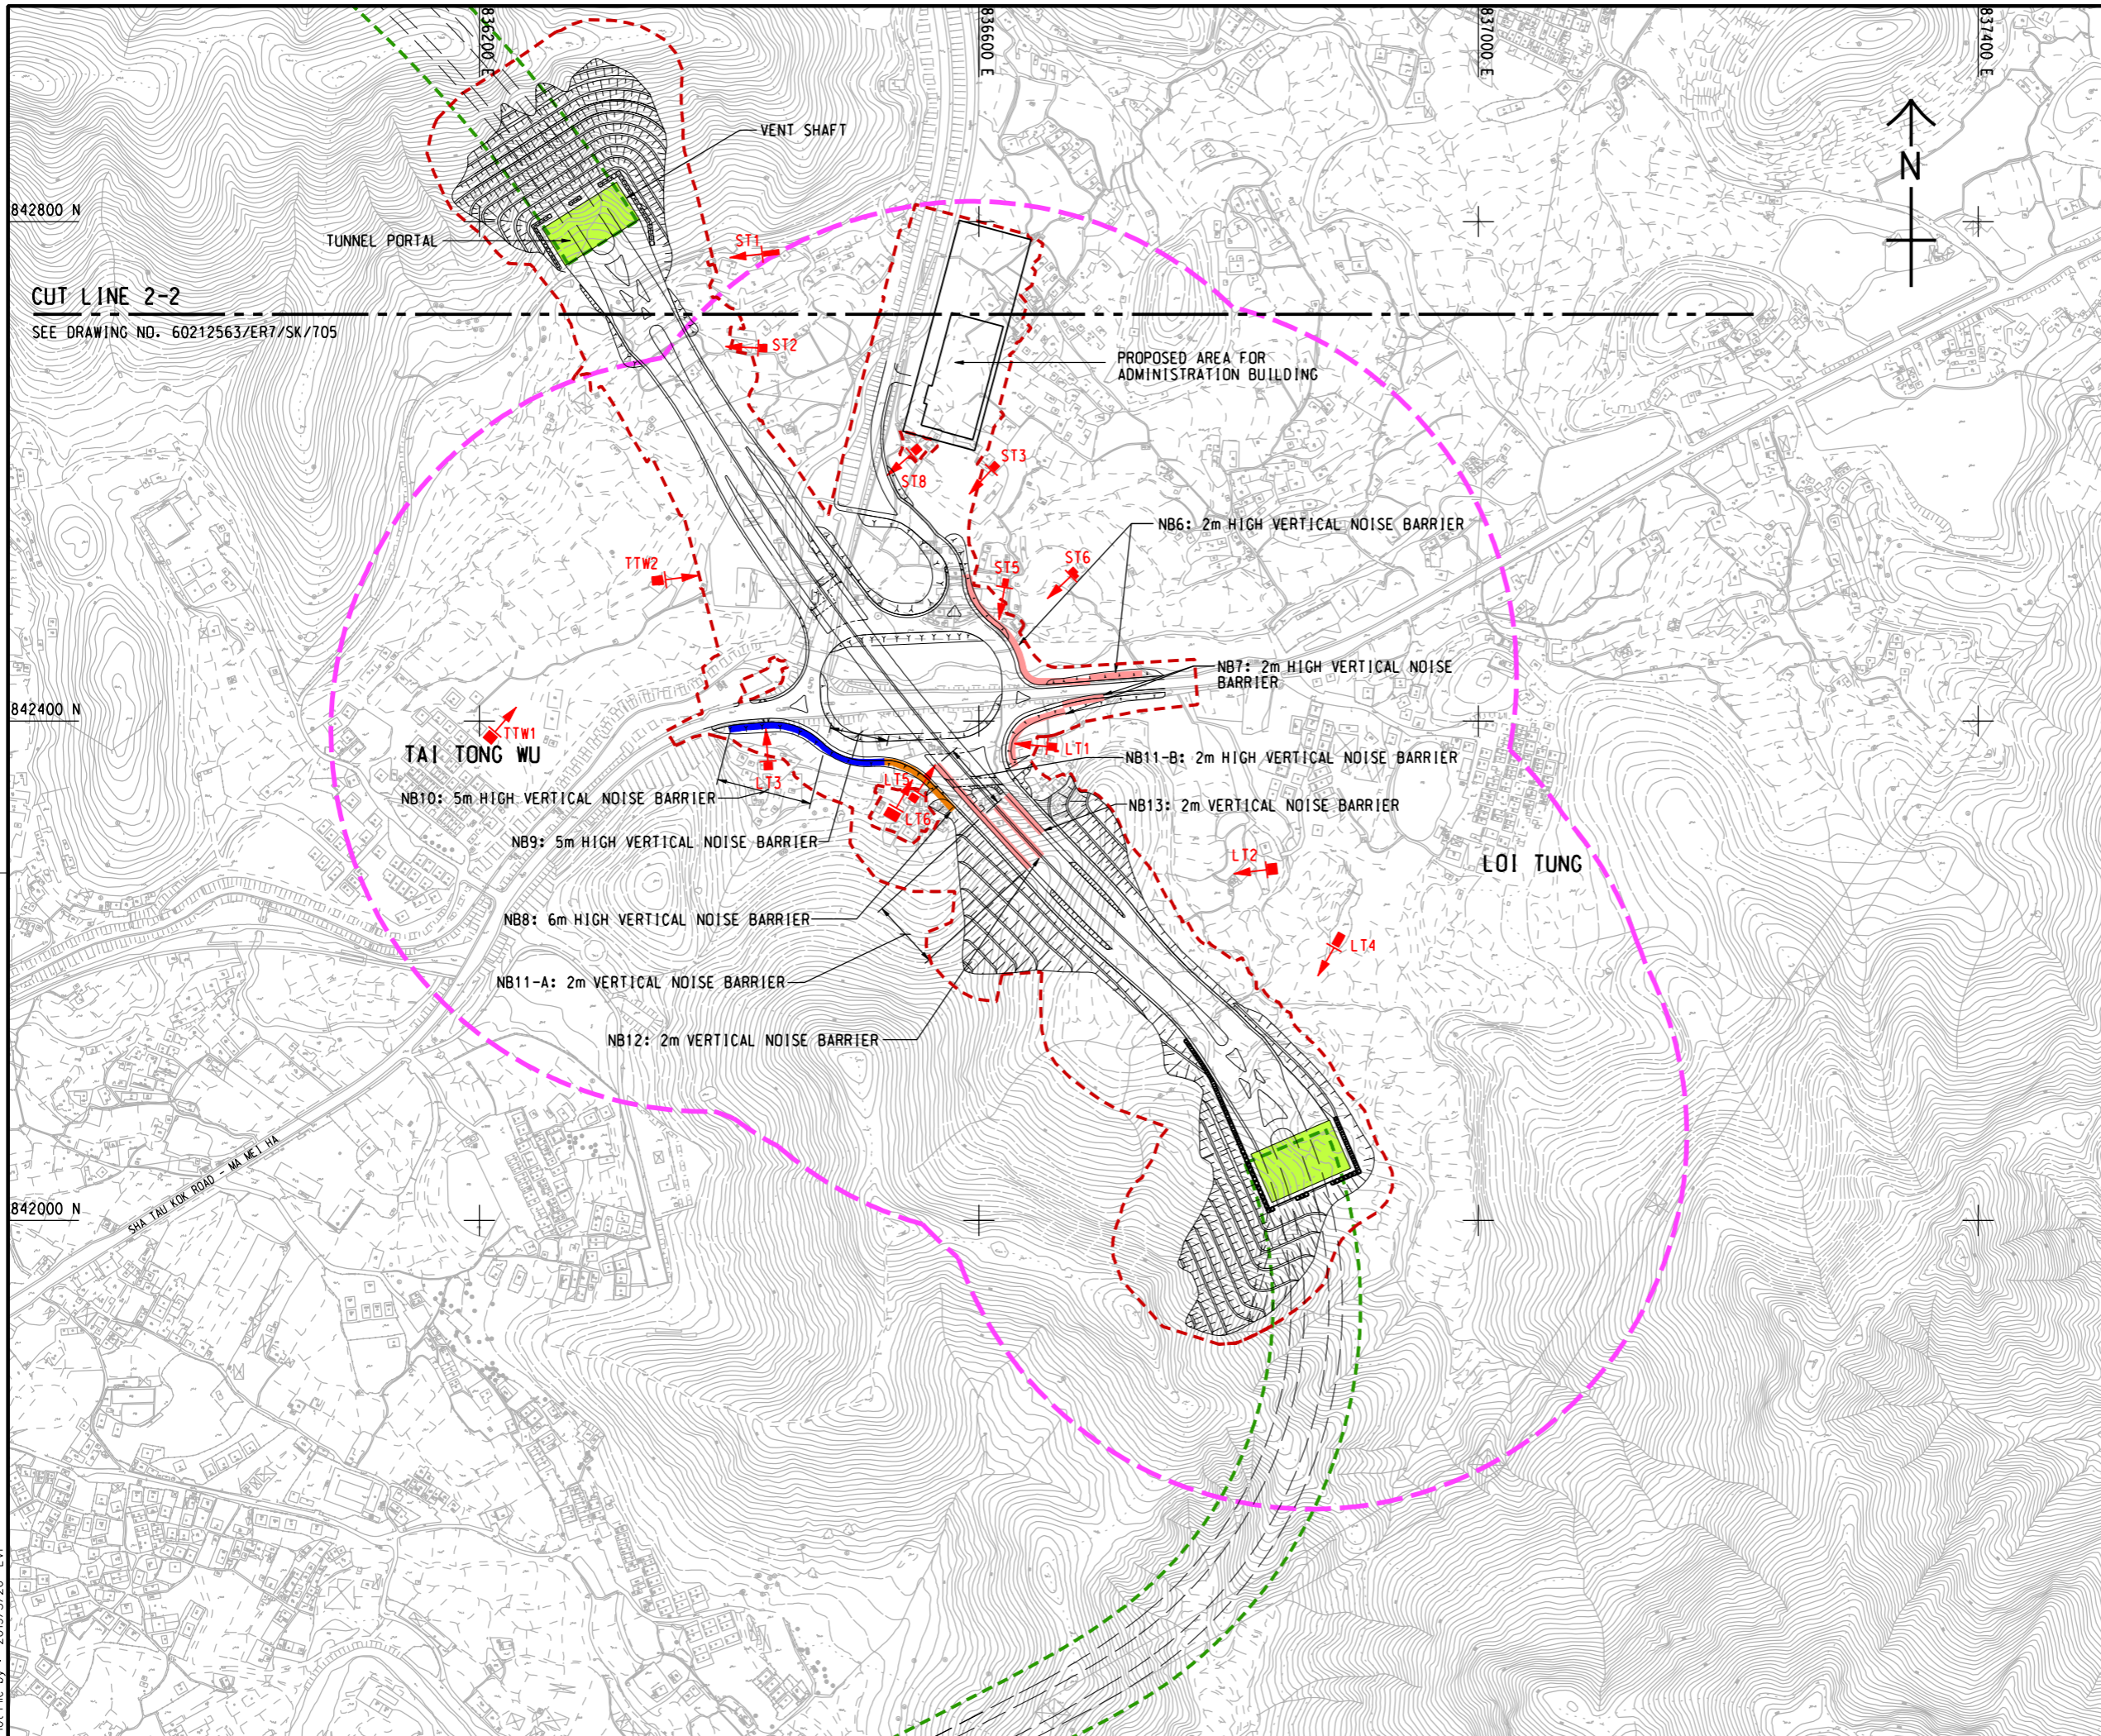 836200 E
836600 E
837000 E
837400 E
VENT SHAFT
N
842800 N
TUNNEL PORTAL
ST1
CUT LINE 2-2
SEE DRAWING NO. 60212563/ER7/SK/705
ST2
PROPOSED AREA FOR
ADMINISTRATION BUILDING
ST3
ST8
NB6: 2m HIGH VERTICAL NOISE BARRIER
TTW2
ST5
ST6
NB7: 2m HIGH VERTICAL NOISE
BARRIER
842400 N
TTW1
TAI TONG WU
LT1
NB11-B: 2m HIGH VERTICAL NOISE BARRIER
LT3
LT5
NB10: 5m HIGH VERTICAL NOISE BARRIER
NB13: 2m VERTICAL NOISE BARRIER
LT6
NB9: 5m HIGH VERTICAL NOISE BARRIER
LT2
LOI TUNG
NB8: 6m HIGH VERTICAL NOISE BARRIER
LT4
NB11-A: 2m VERTICAL NOISE BARRIER
NB12: 2m VERTICAL NOISE BARRIER
SHA TAU KOK ROAD - MA MEI HA
842000 N